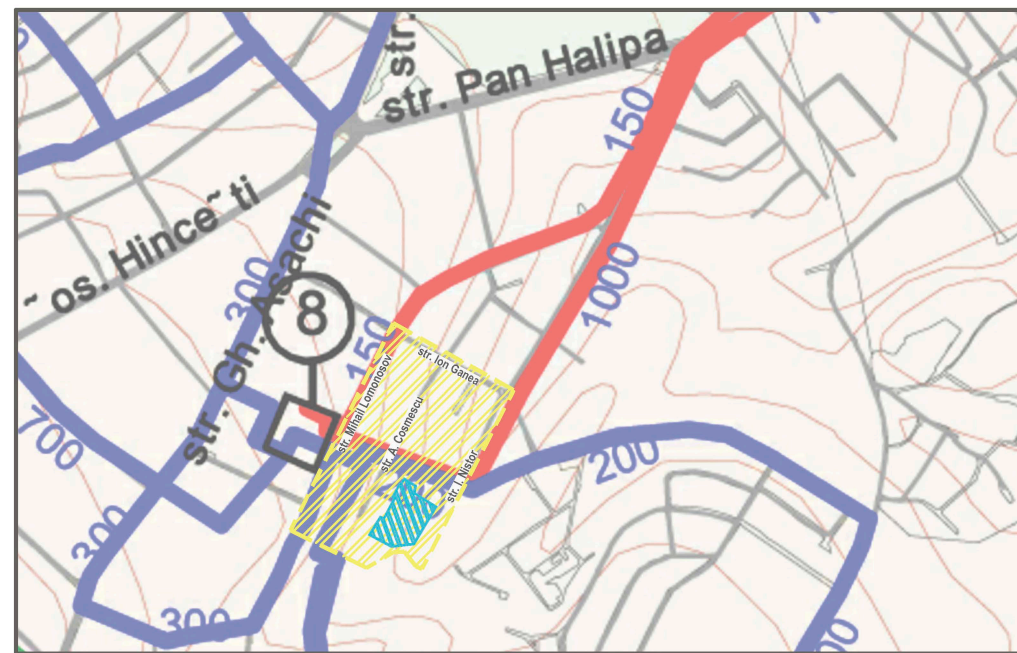 str.
str. Pan Halipa
150
~os. Hince~ti
300
str. Gh. Asachi
1000
8
150
str. Ion Ganea
str. Mihail Lomonosov
str. A. Cosmescu
700
200
str. I. Nistor
300
300